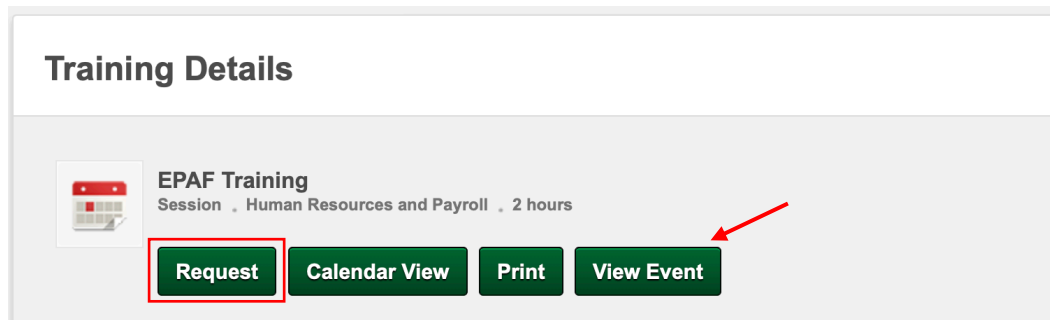 Training Details
EPAF Training
Session . Human Resources and Payroll . 2 hours
Request Calendar View Print View Event